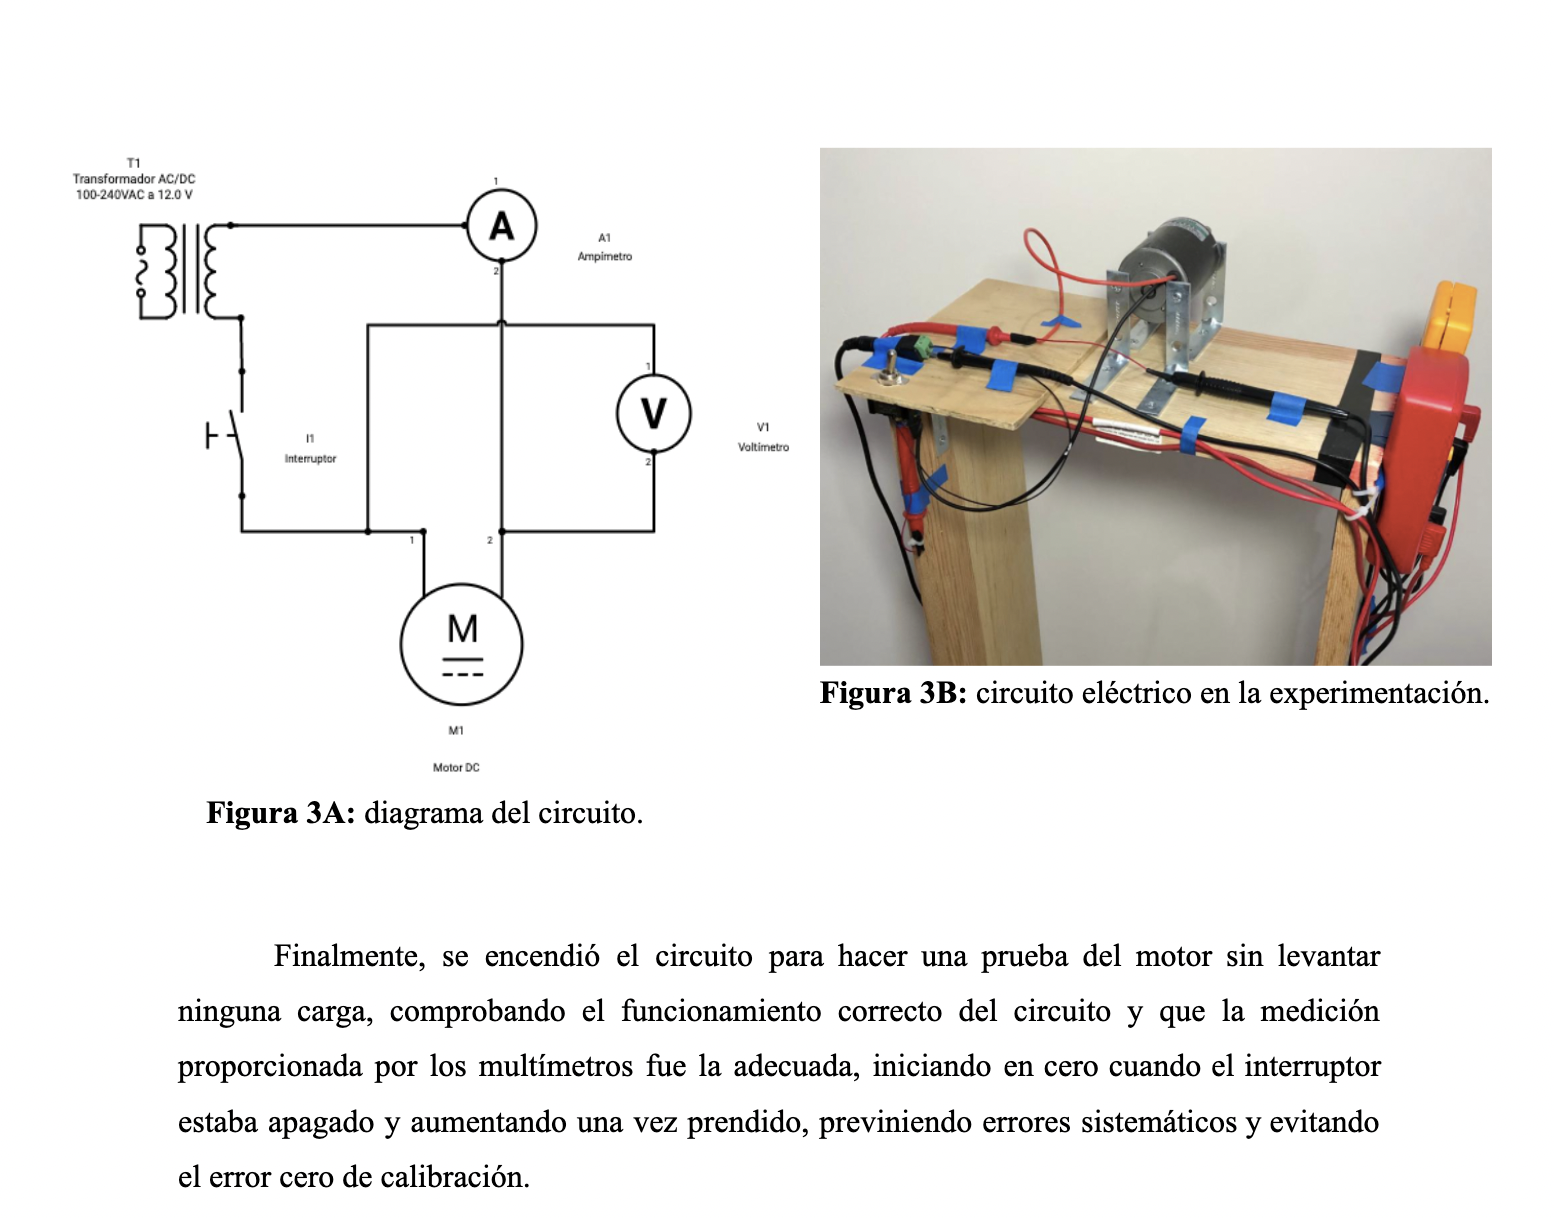 T1
Transformador AC/DC
100-240VAC a 12.0 V
1
A
2
A1
Ampímetro
1
V
2
V1
Voltímetro
I1
Interruptor
1
2
M
M1
Motor DC
Figura 3A: diagrama del circuito.
Figura 3B: circuito eléctrico en la experimentación.
Finalmente, se encendió el circuito para hacer una prueba del motor sin levantar
ninguna carga, comprobando el funcionamiento correcto del circuito y que la medición
proporcionada por los multímetros fue la adecuada, iniciando en cero cuando el interruptor
estaba apagado y aumentando una vez prendido, previniendo errores sistemáticos y evitando
el error cero de calibración.